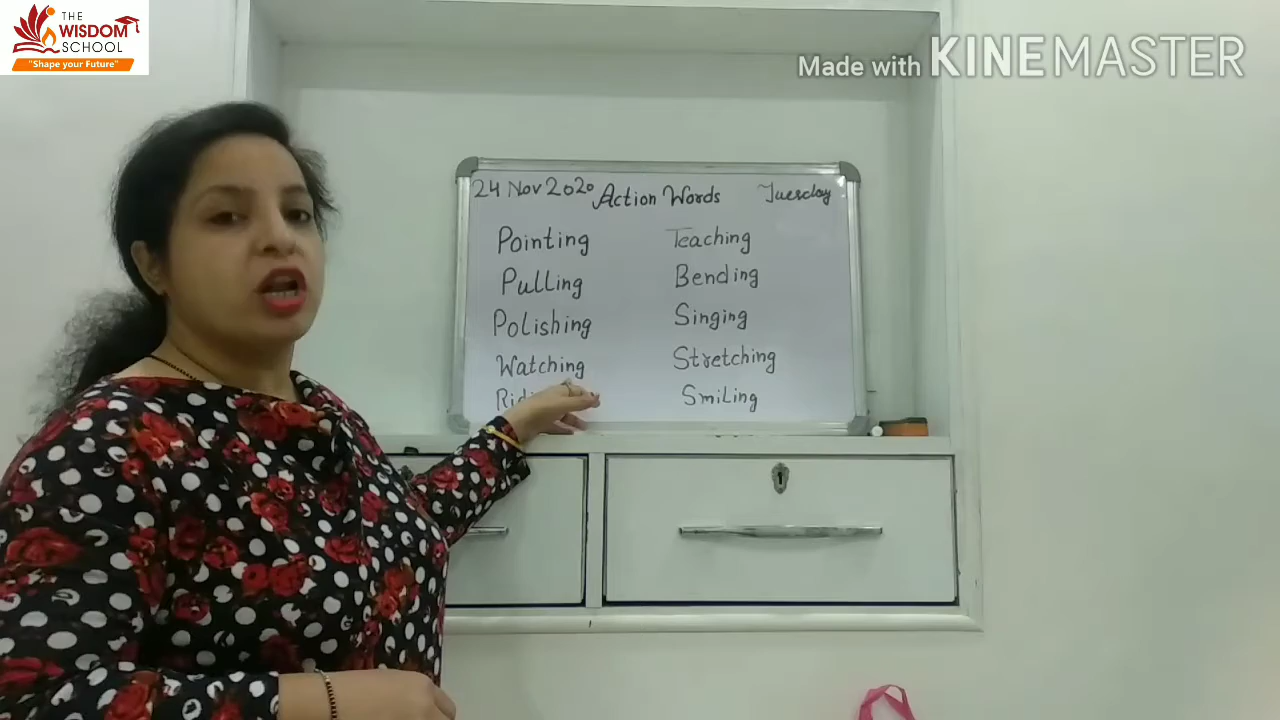 THE
WISDOM
SCHOOL
"Shape your Future"
Made with KINEMASTER
24 Nov 2020 Action Words Tuesday
Pointing Teaching
Pulling Bending
Polishing Singing
Watching Stretching
Smiling